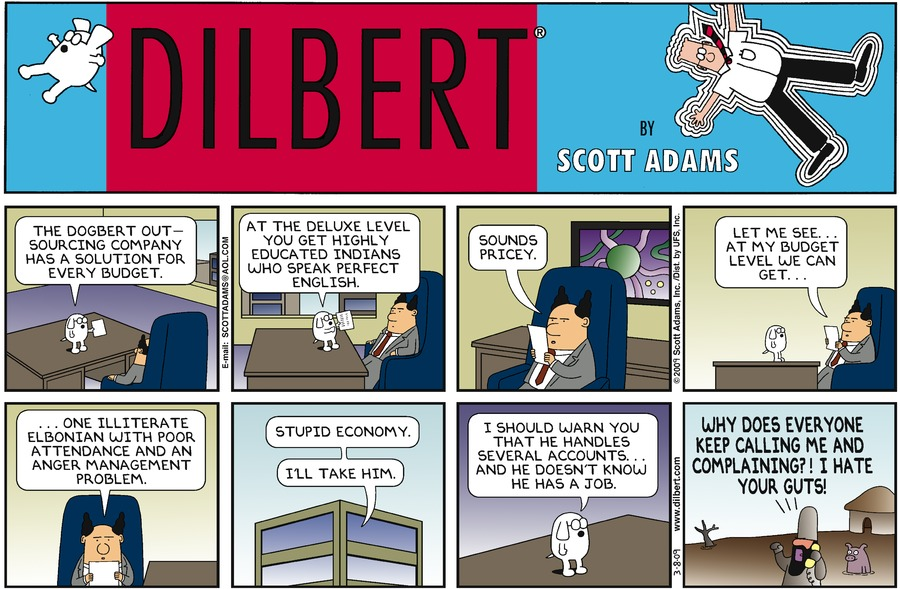 DILBERT®
BY
SCOTT ADAMS
THE DOGBERT OUT-
SOURCING COMPANY
HAS A SOLUTION FOR
EVERY BUDGET.
E-mail: SCOTTADAMS@AOL.COM
AT THE DELUXE LEVEL
YOU GET HIGHLY
EDUCATED INDIANS
WHO SPEAK PERFECT
ENGLISH.
SOUNDS
PRICEY.
©2009 Scott Adams, Inc./Dist. by UFS, Inc.
LET ME SEE...
AT MY BUDGET
LEVEL WE CAN
GET...
...ONE ILLITERATE
ELBONIAN WITH POOR
ATTENDANCE AND AN
ANGER MANAGEMENT
PROBLEM.
STUPID ECONOMY.
I'LL TAKE HIM.
I SHOULD WARN YOU
THAT HE HANDLES
SEVERAL ACCOUNTS...
AND HE DOESN'T KNOW
HE HAS A JOB.
3-8-09 www.dilbert.com
WHY DOES EVERYONE
KEEP CALLING ME AND
COMPLAINING?! I HATE
YOUR GUTS!